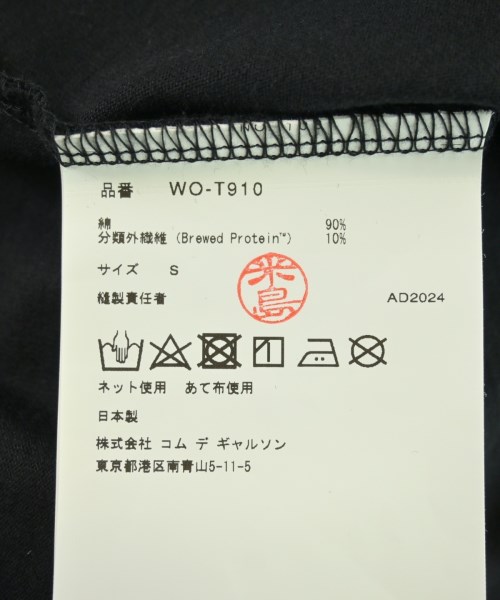 品番 WO-T910
綿 90%
分類外繊維 (Brewed Protein™) 10%
サイズ S
米島
縫製責任者 AD2024
ネット使用 あて布使用
日本製
株式会社 コム デ ギャルソン
東京都港区南青山5-11-5